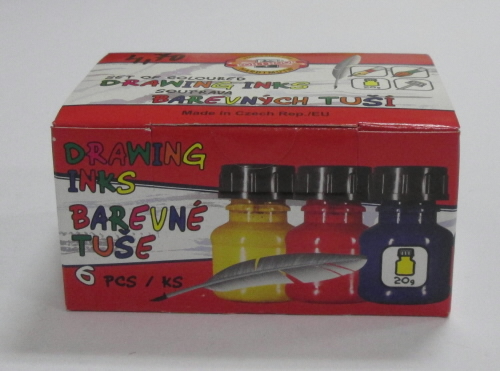 SET OF COLOURED
DRAWING INKS
SOUPRAVA
BAREVNÝCH TUŠÍ
Made in Czech Rep./EU
DRAWING
INKS
BAREVNÉ
TUŠE
6 PCS / KS
20g